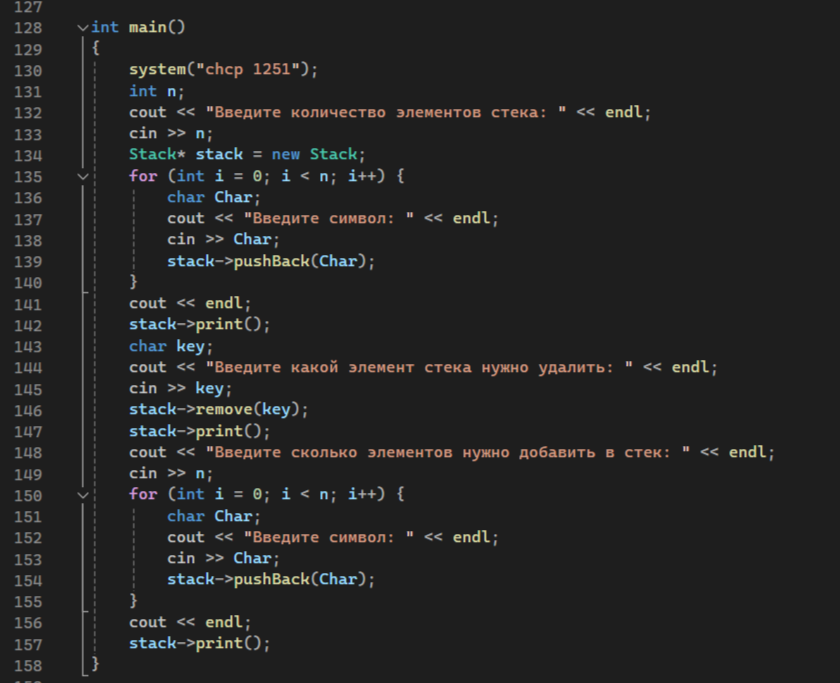 127
128 int main()
129 {
130 system("chcp 1251");
131 int n;
132 cout << "Введите количество элементов стека: " << endl;
133 cin >> n;
134 Stack* stack = new Stack;
135 for (int i = 0; i < n; i++) {
136 char Char;
137 cout << "Введите символ: " << endl;
138 cin >> Char;
139 stack->pushBack(Char);
140 }
141 cout << endl;
142 stack->print();
143 char key;
144 cout << "Введите какой элемент стека нужно удалить: " << endl;
145 cin >> key;
146 stack->remove(key);
147 stack->print();
148 cout << "Введите сколько элементов нужно добавить в стек: " << endl;
149 cin >> n;
150 for (int i = 0; i < n; i++) {
151 char Char;
152 cout << "Введите символ: " << endl;
153 cin >> Char;
154 stack->pushBack(Char);
155 }
156 cout << endl;
157 stack->print();
158 }